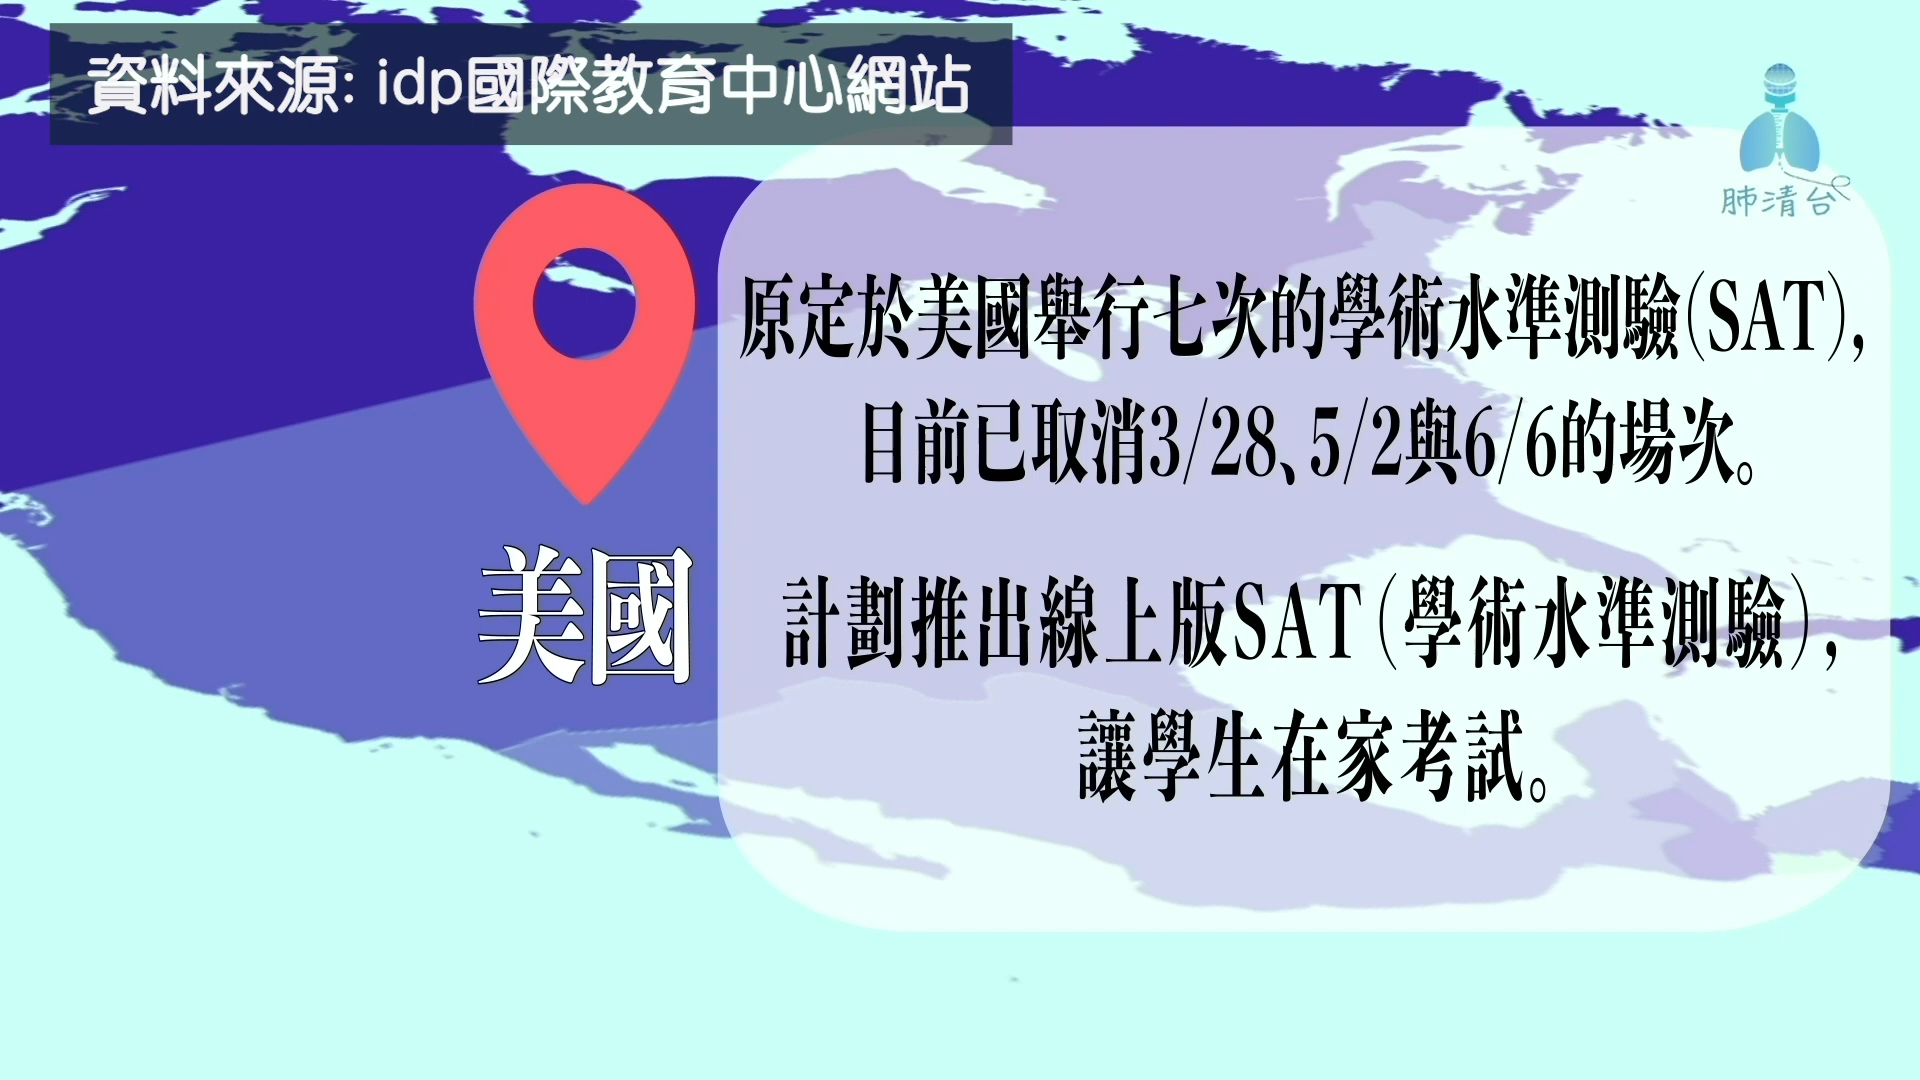 資料來源: idp國際教育中心網站
肺清台
原定於美國舉行七次的學術水準測驗(SAT),
目前已取消3/28、5/2與6/6的場次。
美國
計劃推出線上版SAT(學術水準測驗),
讓學生在家考試。